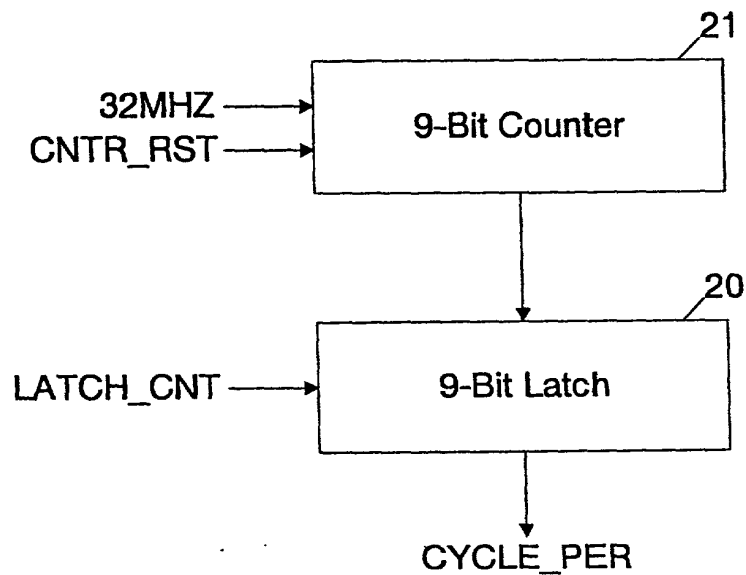 21
32MHZ
9-Bit Counter
CNTR_RST
20
LATCH_CNT
9-Bit Latch
CYCLE_PER